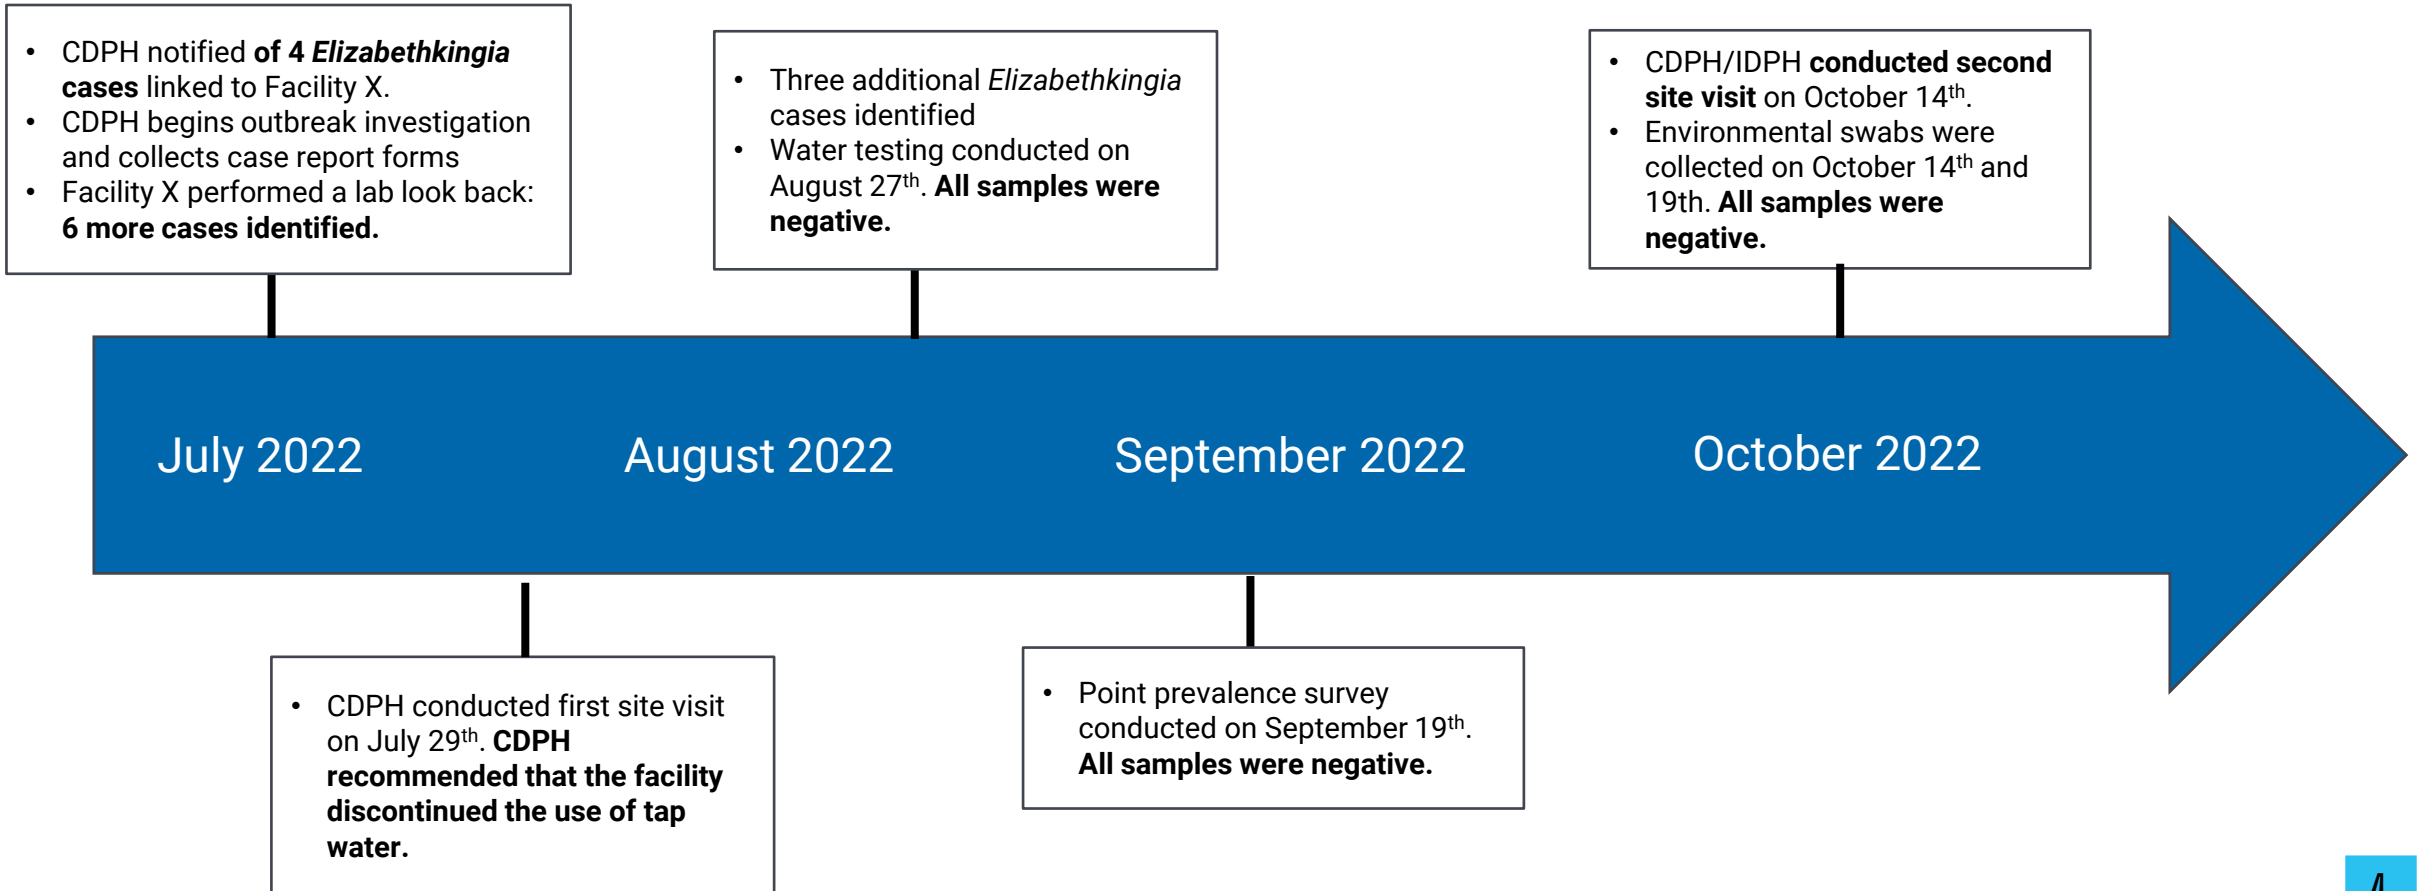 • CDPH notified of 4 Elizabethkingia
cases linked to Facility X.
• CDPH begins outbreak investigation
and collects case report forms
• Facility X performed a lab look back:
6 more cases identified.
• Three additional Elizabethkingia
cases identified
• Water testing conducted on
August 27th. All samples were
negative.
• CDPH/IDPH conducted second
site visit on October 14th.
• Environmental swabs were
collected on October 14th and
19th. All samples were
negative.
July 2022
August 2022
September 2022
October 2022
• CDPH conducted first site visit
on July 29th. CDPH
recommended that the facility
discontinued the use of tap
water.
• Point prevalence survey
conducted on September 19th.
All samples were negative.
4